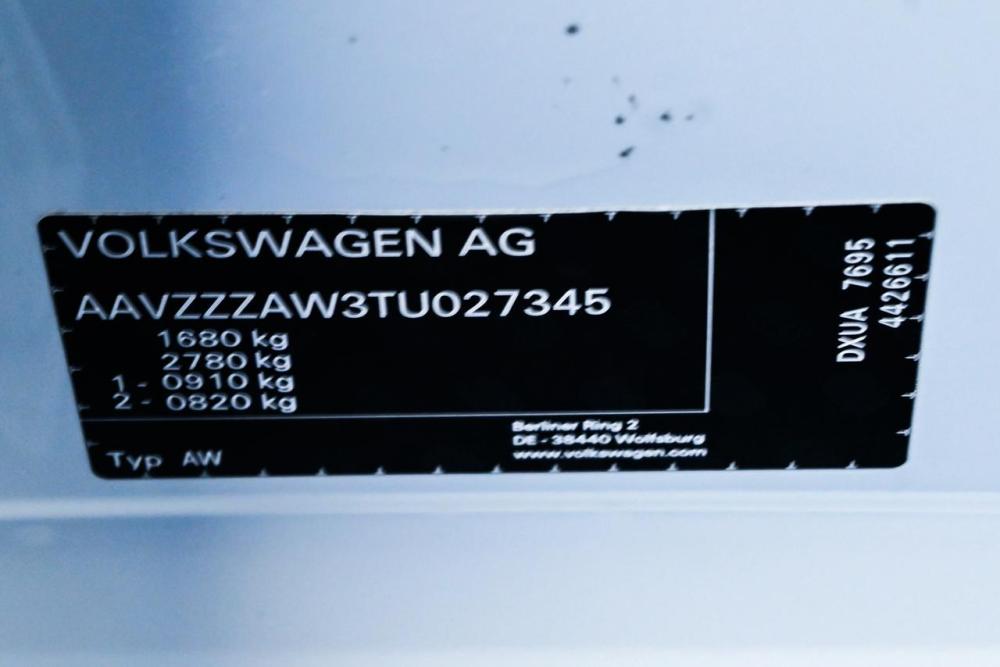 VOLKSWAGEN AG
AAVZZZAW3TU027345
1680 kg
2780 kg
1 - 0910 kg
2 - 0820 kg
Typ AW
Berliner Ring 2
DE - 38440 Wolfsburg
www.volkswagen.com
DXUA 7695
4426611